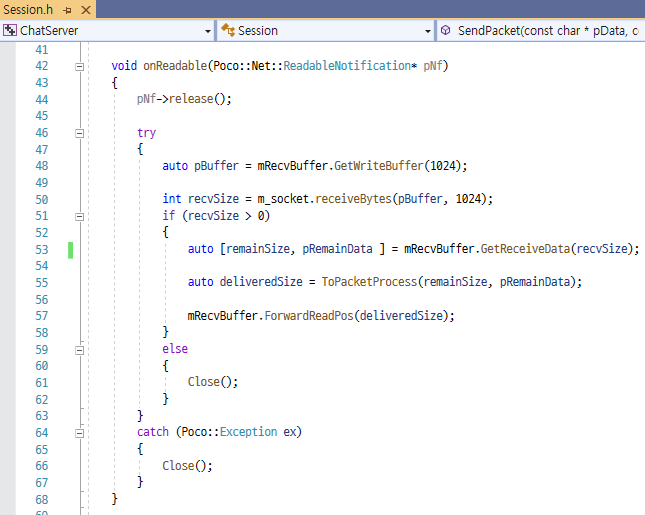 Session.h
ChatServer Session SendPacket(const char * pData, c
41
42 void onReadable(Poco::Net::ReadableNotification* pNf)
43 {
44 pNf->release();
45
46 try
47 {
48 auto pBuffer = mRecvBuffer.GetWriteBuffer(1024);
49
50 int recvSize = m_socket.receiveBytes(pBuffer, 1024);
51 if (recvSize > 0)
52 {
53 auto [remainSize, pRemainData ] = mRecvBuffer.GetReceiveData(recvSize);
54
55 auto deliveredSize = ToPacketProcess(remainSize, pRemainData);
56
57 mRecvBuffer.ForwardReadPos(deliveredSize);
58 }
59 else
60 {
61 Close();
62 }
63 }
64 catch (Poco::Exception ex)
65 {
66 Close();
67 }
68 }
69